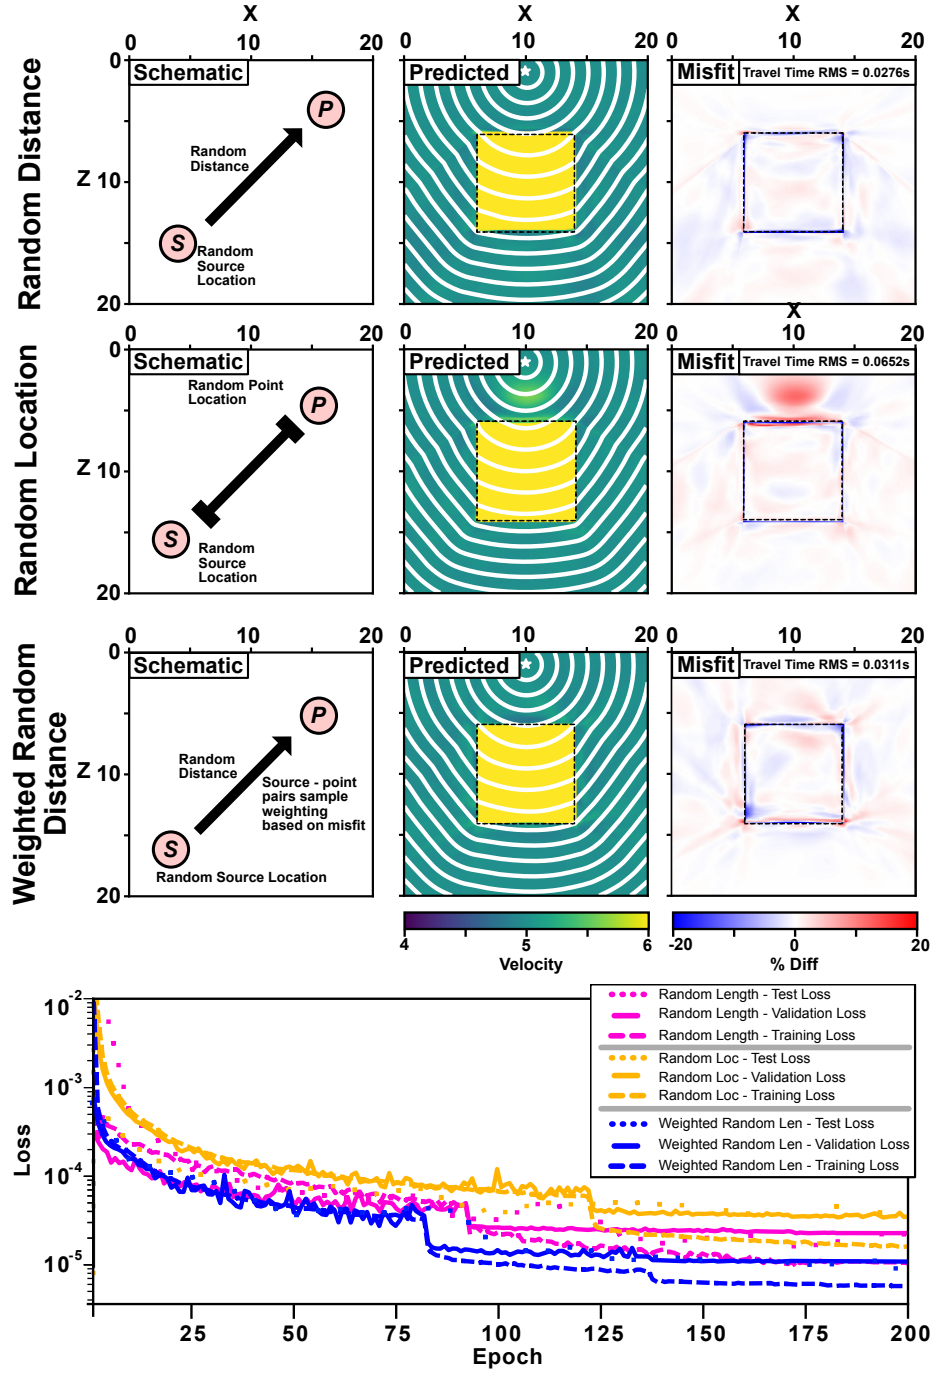 X
X
X
0
10
20
0
10
20
0
10
20
Random Distance
Z
0
10
20
Schematic
P
Random
Distance
S
Random
Source
Location
Predicted
Misfit
Travel Time RMS = 0.0276s
X
0
10
20
0
10
20
0
10
20
Random Location
Z
0
10
20
Schematic
Random Point
Location
P
S
Random
Source
Location
Predicted
Misfit
Travel Time RMS = 0.0652s
0
10
20
0
10
20
0
10
20
Weighted Random
Distance
Z
0
10
20
Schematic
P
Random
Distance
Source - point
pairs sample
weighting
based on misfit
S
Random Source Location
Predicted
Misfit
Travel Time RMS = 0.0311s
4
5
6
Velocity
-20
0
20
% Diff
Loss
10-2
10-3
10-4
10-5
Random Length - Test Loss
Random Length - Validation Loss
Random Length - Training Loss
Random Loc - Test Loss
Random Loc - Validation Loss
Random Loc - Training Loss
Weighted Random Len - Test Loss
Weighted Random Len - Validation Loss
Weighted Random Len - Training Loss
25
50
75
100
125
150
175
200
Epoch